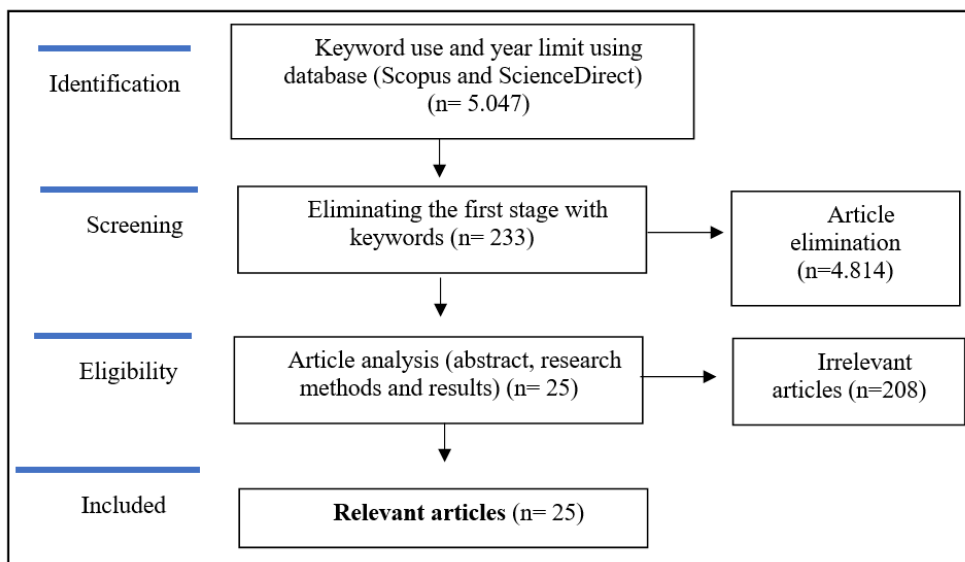 Identification
Keyword use and year limit using
database (Scopus and ScienceDirect)
(n= 5.047)
Screening
Eliminating the first stage with
keywords (n= 233)
Article
elimination
(n=4.814)
Eligibility
Article analysis (abstract, research
methods and results) (n= 25)
Irrelevant
articles (n=208)
Included
Relevant articles (n= 25)